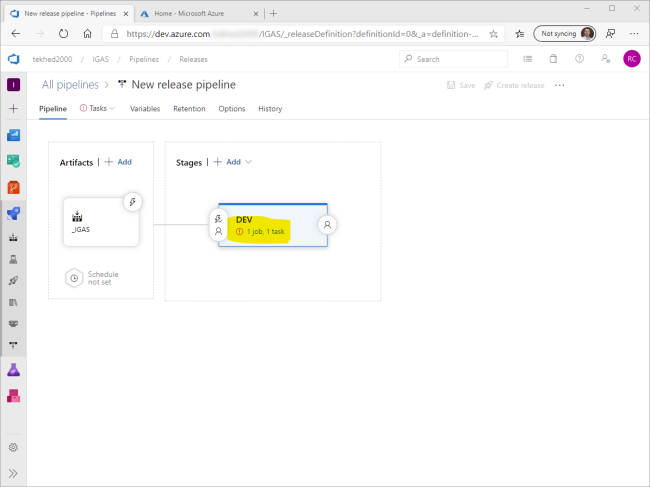 New release pipeline - Pipelines
Home - Microsoft Azure
https://dev.azure.com /IGAS/_releaseDefinition?definitionId=0&_a=definition-...
Not syncing
tekhed2000 / IGAS / Pipelines / Releases
Search
RC
I
All pipelines > New release pipeline
Save
Create release
Pipeline
Tasks
Variables
Retention
Options
History
Artifacts | + Add
Stages | + Add
_IGAS
DEV
1 job, 1 task
Schedule
not set